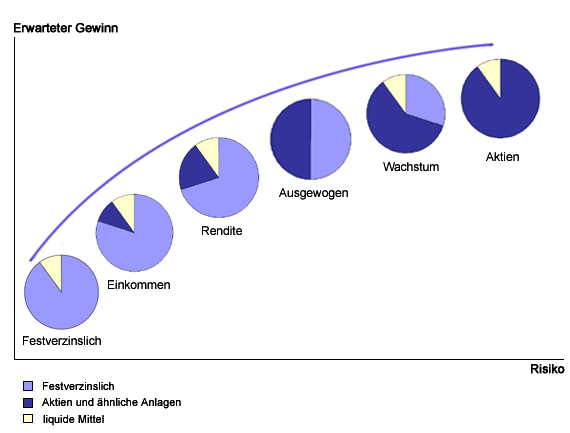 Erwarteter Gewinn
Aktien
Wachstum
Ausgewogen
Rendite
Einkommen
Festverzinslich
Risiko
Festverzinslich
Aktien und ähnliche Anlagen
liquide Mittel